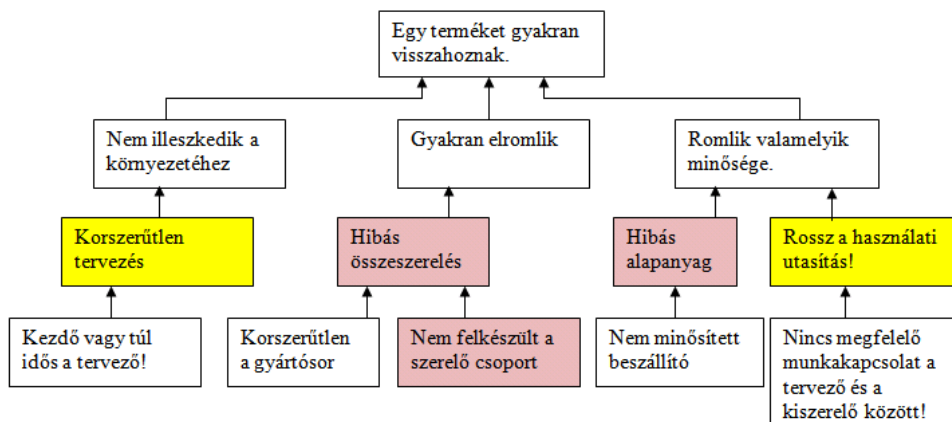 Egy terméket gyakran
visszahoznak.
Nem illeszkedik a
környezetéhez
Gyakran elromlik
Romlik valamelyik
minősége.
Korszerűtlen
tervezés
Hibás
összeszerelés
Hibás
alapanyag
Rossz a használati
utasítás!
Kezdő vagy túl
idős a tervező!
Korszerűtlen
a gyártósor
Nem felkészült a
szerelő csoport
Nem minősített
beszállító
Nincs megfelelő
munkakapcsolat a
tervező és a
kiszerelő között!